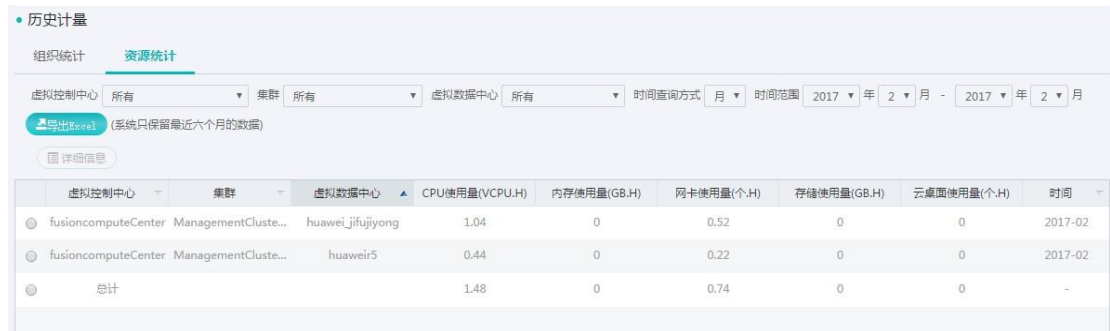 历史计量
组织统计 资源统计
虚拟控制中心 所有 集群 所有 虚拟数据中心 所有 时间查询方式 月 时间范围 2017 年 2 月 - 2017 年 2 月
导出Excel (系统只保留最近六个月的数据)
详细信息
虚拟控制中心 集群 虚拟数据中心 CPU使用量(VCPU.H) 内存使用量(GB.H) 网卡使用量(个.H) 存储使用量(GB.H) 云桌面使用量(个.H) 时间
fusioncomputeCenter ManagementCluste... huawei_jifujiyong 1.04 0 0.52 0 0 2017-02
fusioncomputeCenter ManagementCluste... huaweir5 0.44 0 0.22 0 0 2017-02
总计 1.48 0 0.74 0 0 -